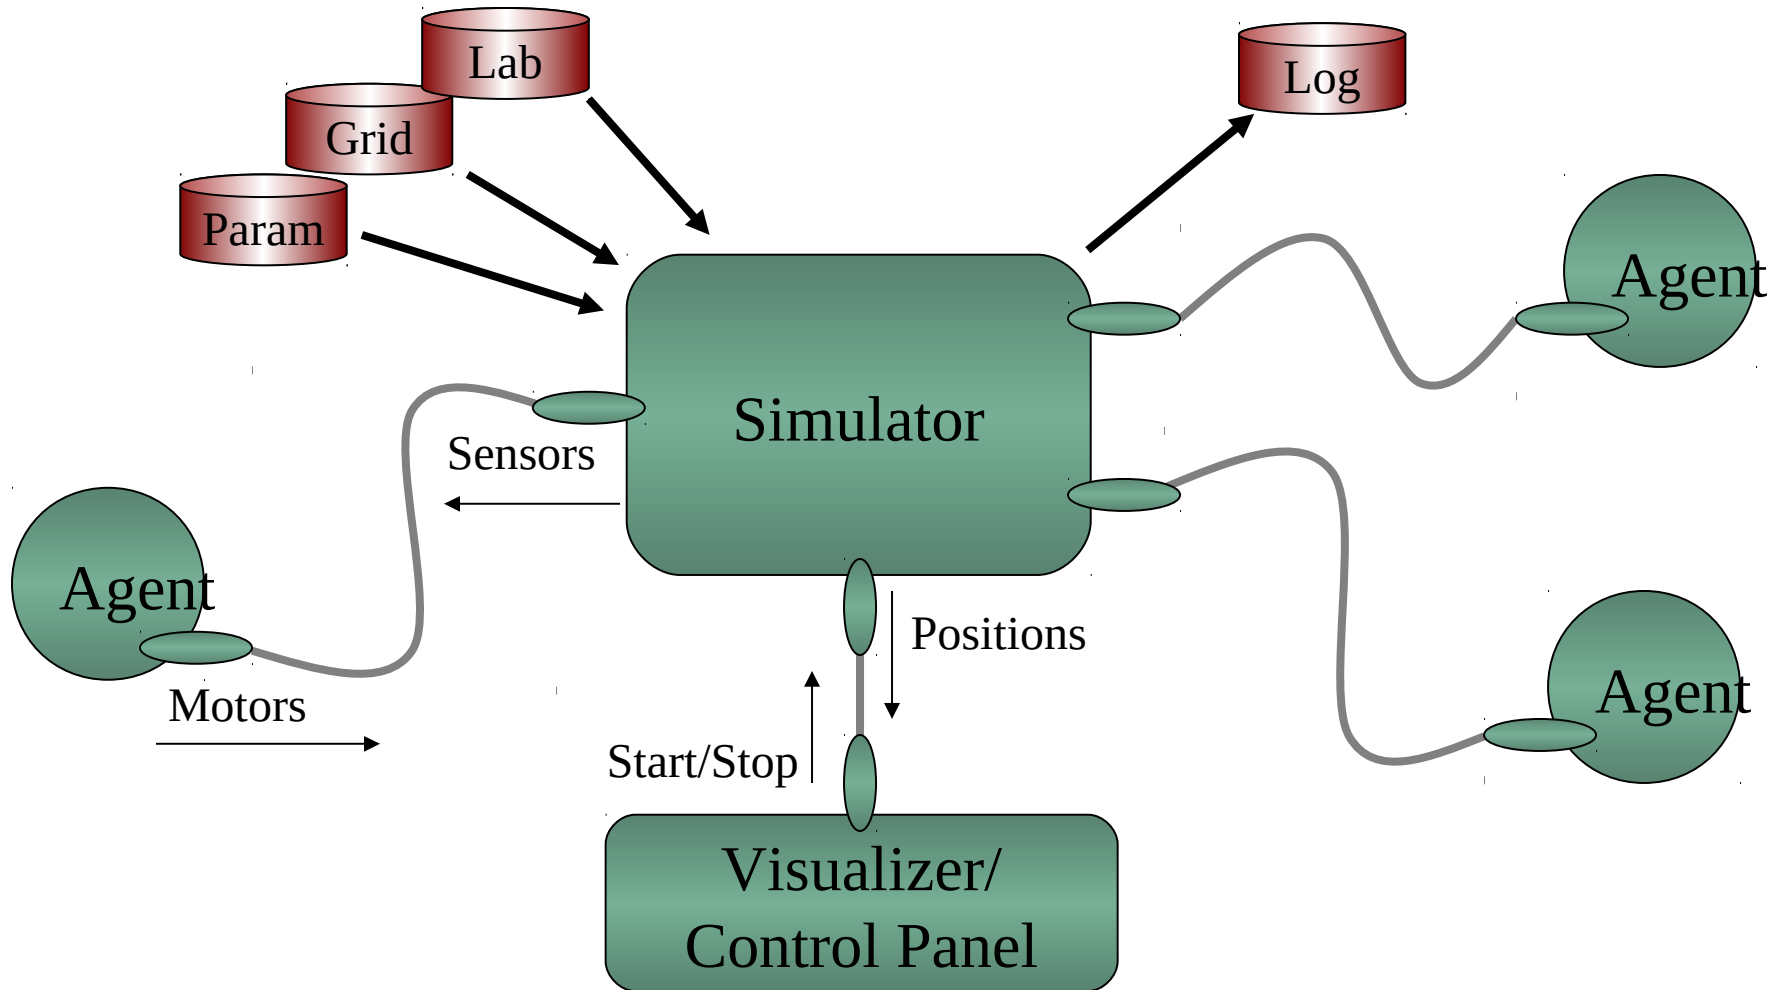 Lab
Grid
Param
Log
Agent
Simulator
Sensors
Agent
Motors
Positions
Start/Stop
Agent
Visualizer/
Control Panel